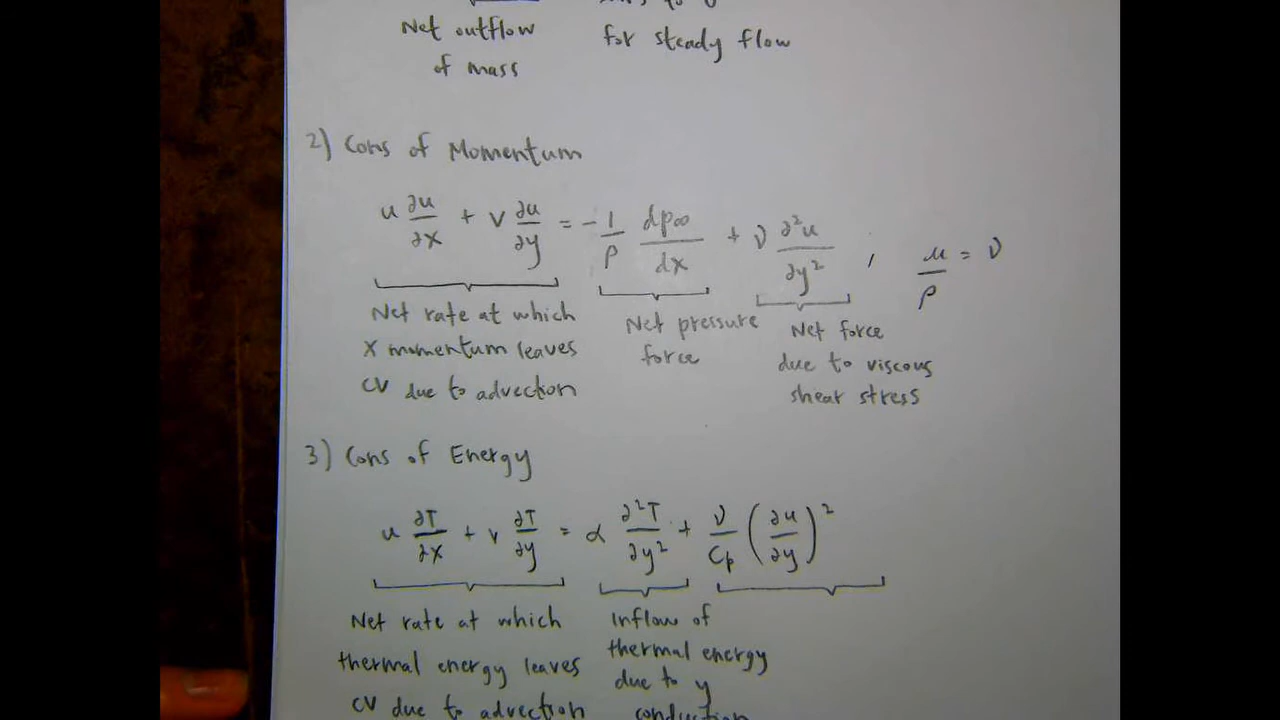 Net outflow for steady flow
of mass
2) Cons of Momentum
u ∂u/∂x + v ∂u/∂y = -1/ρ dp∞/dx + ν ∂²u/∂y² , μ/ρ = ν
Net rate at which Net pressure Net force
x momentum leaves force due to viscous
CV due to advection shear stress
3) Cons of Energy
u ∂T/∂x + v ∂T/∂y = α ∂²T/∂y² + ν/Cp (∂u/∂y)²
Net rate at which Inflow of
thermal energy leaves thermal energy
CV due to advection due to y
conduction